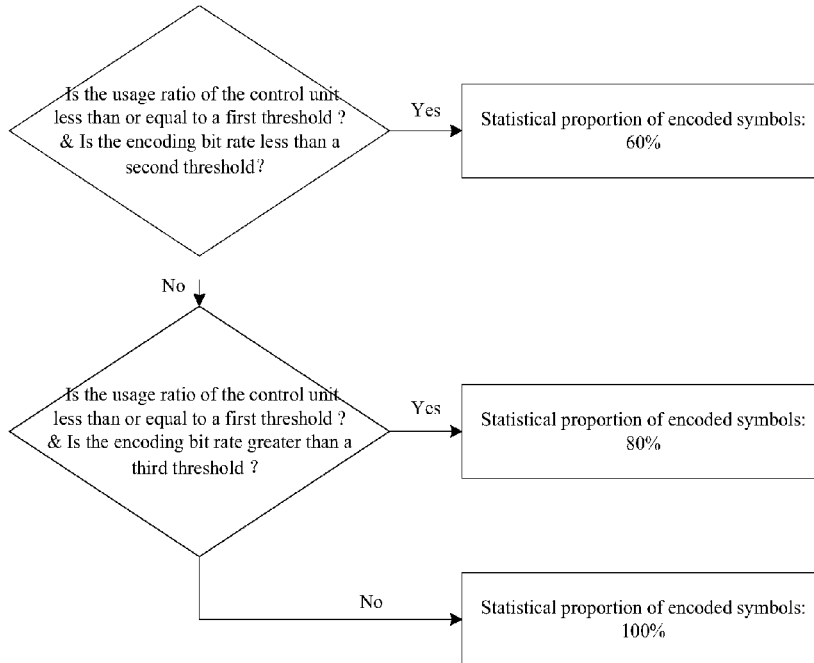 Is the usage ratio of the control unit
less than or equal to a first threshold ?
& Is the encoding bit rate less than a
second threshold?
Yes
Statistical proportion of encoded symbols:
60%
No
Is the usage ratio of the control unit
less than or equal to a first threshold ?
& Is the encoding bit rate greater than a
third threshold ?
Yes
Statistical proportion of encoded symbols:
80%
No
Statistical proportion of encoded symbols:
100%